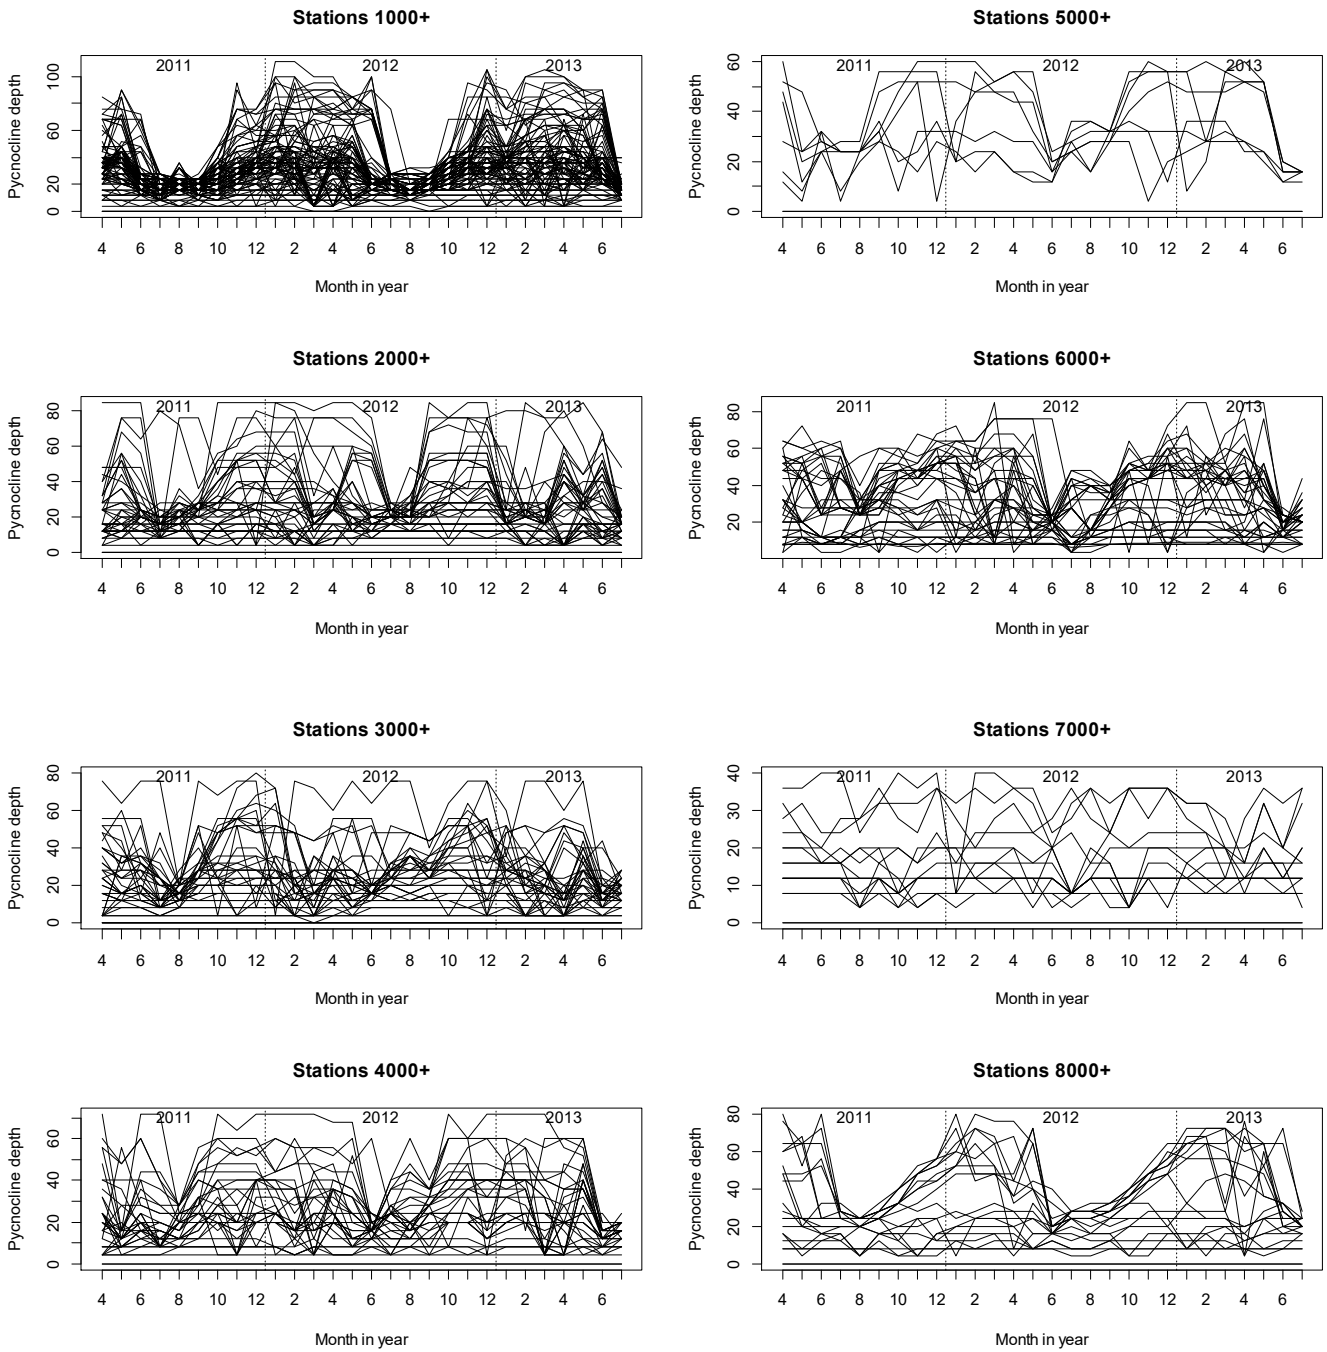 Stations 1000+
Pycnocline depth
0 20 60 100
2011 2012 2013
4 6 8 10 12 2 4 6 8 10 12 2 4 6
Month in year
Stations 5000+
Pycnocline depth
0 20 40 60
2011 2012 2013
4 6 8 10 12 2 4 6 8 10 12 2 4 6
Month in year
Stations 2000+
Pycnocline depth
0 20 40 60 80
2011 2012 2013
4 6 8 10 12 2 4 6 8 10 12 2 4 6
Month in year
Stations 6000+
Pycnocline depth
20 40 60 80
2011 2012 2013
4 6 8 10 12 2 4 6 8 10 12 2 4 6
Month in year
Stations 3000+
Pycnocline depth
0 20 40 60 80
2011 2012 2013
4 6 8 10 12 2 4 6 8 10 12 2 4 6
Month in year
Stations 7000+
Pycnocline depth
0 10 20 30 40
2011 2012 2013
4 6 8 10 12 2 4 6 8 10 12 2 4 6
Month in year
Stations 4000+
Pycnocline depth
0 20 40 60
2011 2012 2013
4 6 8 10 12 2 4 6 8 10 12 2 4 6
Month in year
Stations 8000+
Pycnocline depth
0 20 40 60 80
2011 2012 2013
4 6 8 10 12 2 4 6 8 10 12 2 4 6
Month in year